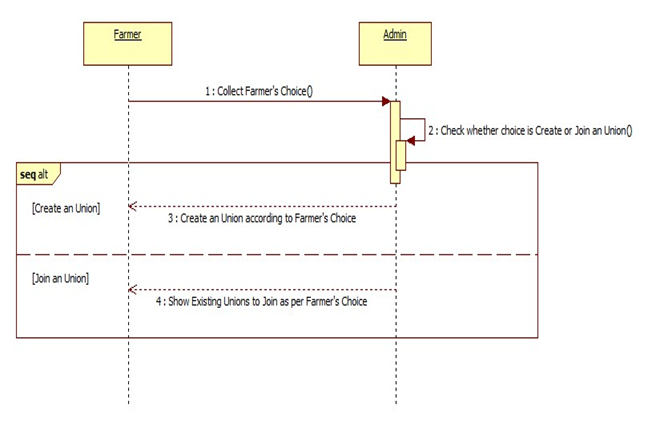 Farmer
Admin
1 : Collect Farmer's Choice()
2 : Check whether choice is Create or Join an Union()
seq alt
[Create an Union]
3 : Create an Union according to Farmer's Choice
[Join an Union]
4 : Show Existing Unions to Join as per Farmer's Choice